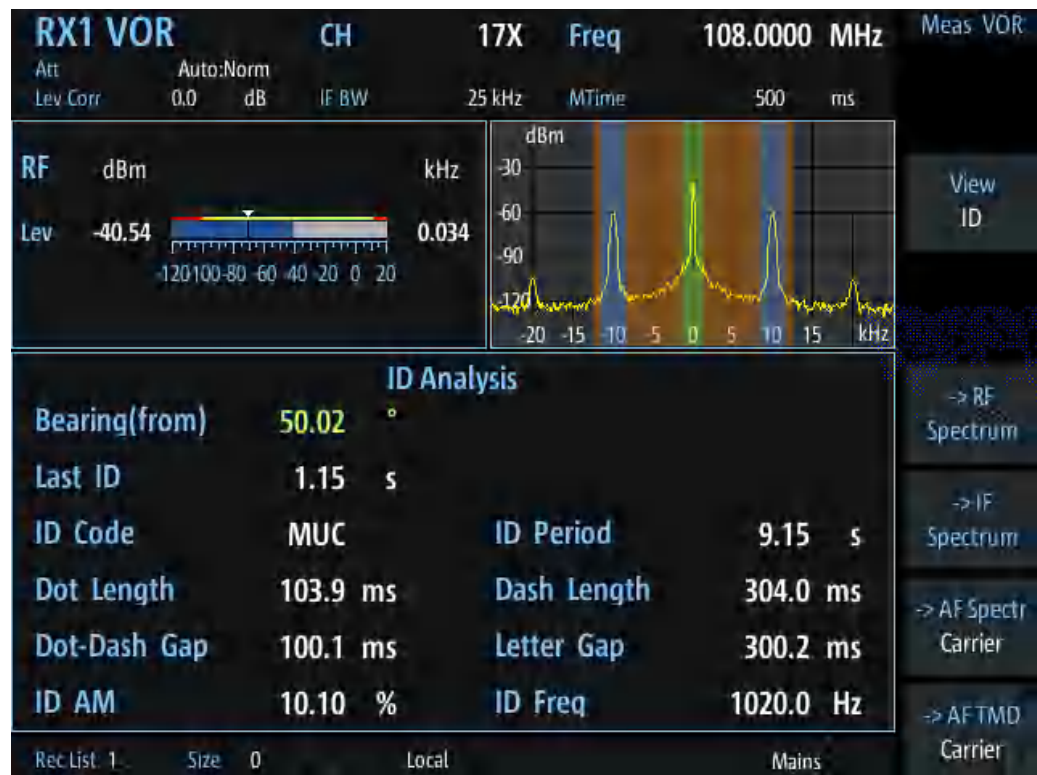 RX1 VOR CH 17X Freq 108.0000 MHz
Att Auto:Norm
Lev Corr 0.0 dB IF BW 25 kHz MTime 500 ms
Meas VOR
RF dBm kHz
Lev -40.54 0.034
-120 100 -80 -60 -40 -20 0 20
dBm
-30
-60
-90
-120
-20 -15 -10 -5 0 5 10 15 kHz
View
ID
ID Analysis
Bearing(from) 50.02 °
Last ID 1.15 s
ID Code MUC ID Period 9.15 s
Dot Length 103.9 ms Dash Length 304.0 ms
Dot-Dash Gap 100.1 ms Letter Gap 300.2 ms
ID AM 10.10 % ID Freq 1020.0 Hz
-> RF
Spectrum
-> IF
Spectrum
-> AF Spectr
Carrier
-> AF TMD
Carrier
Rec List 1 Size 0 Local Mains